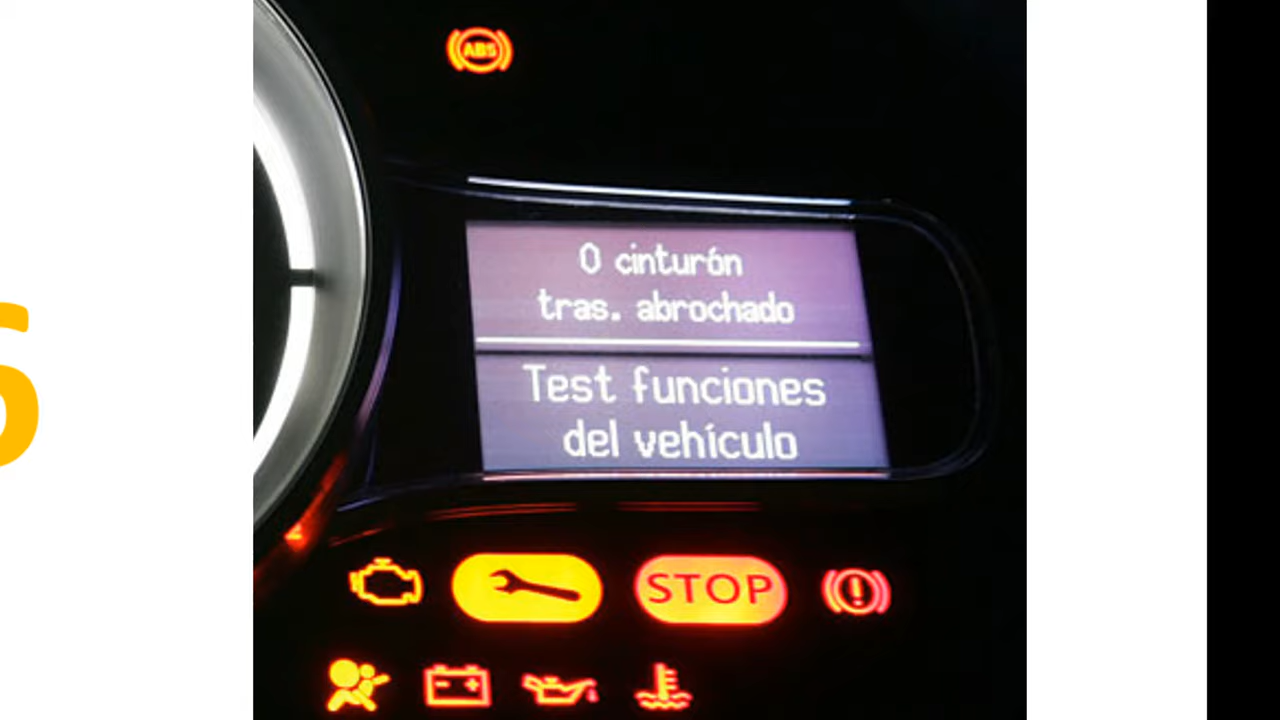 ABS
0 cinturón
tras. abrochado
Test funciones
del vehículo
STOP